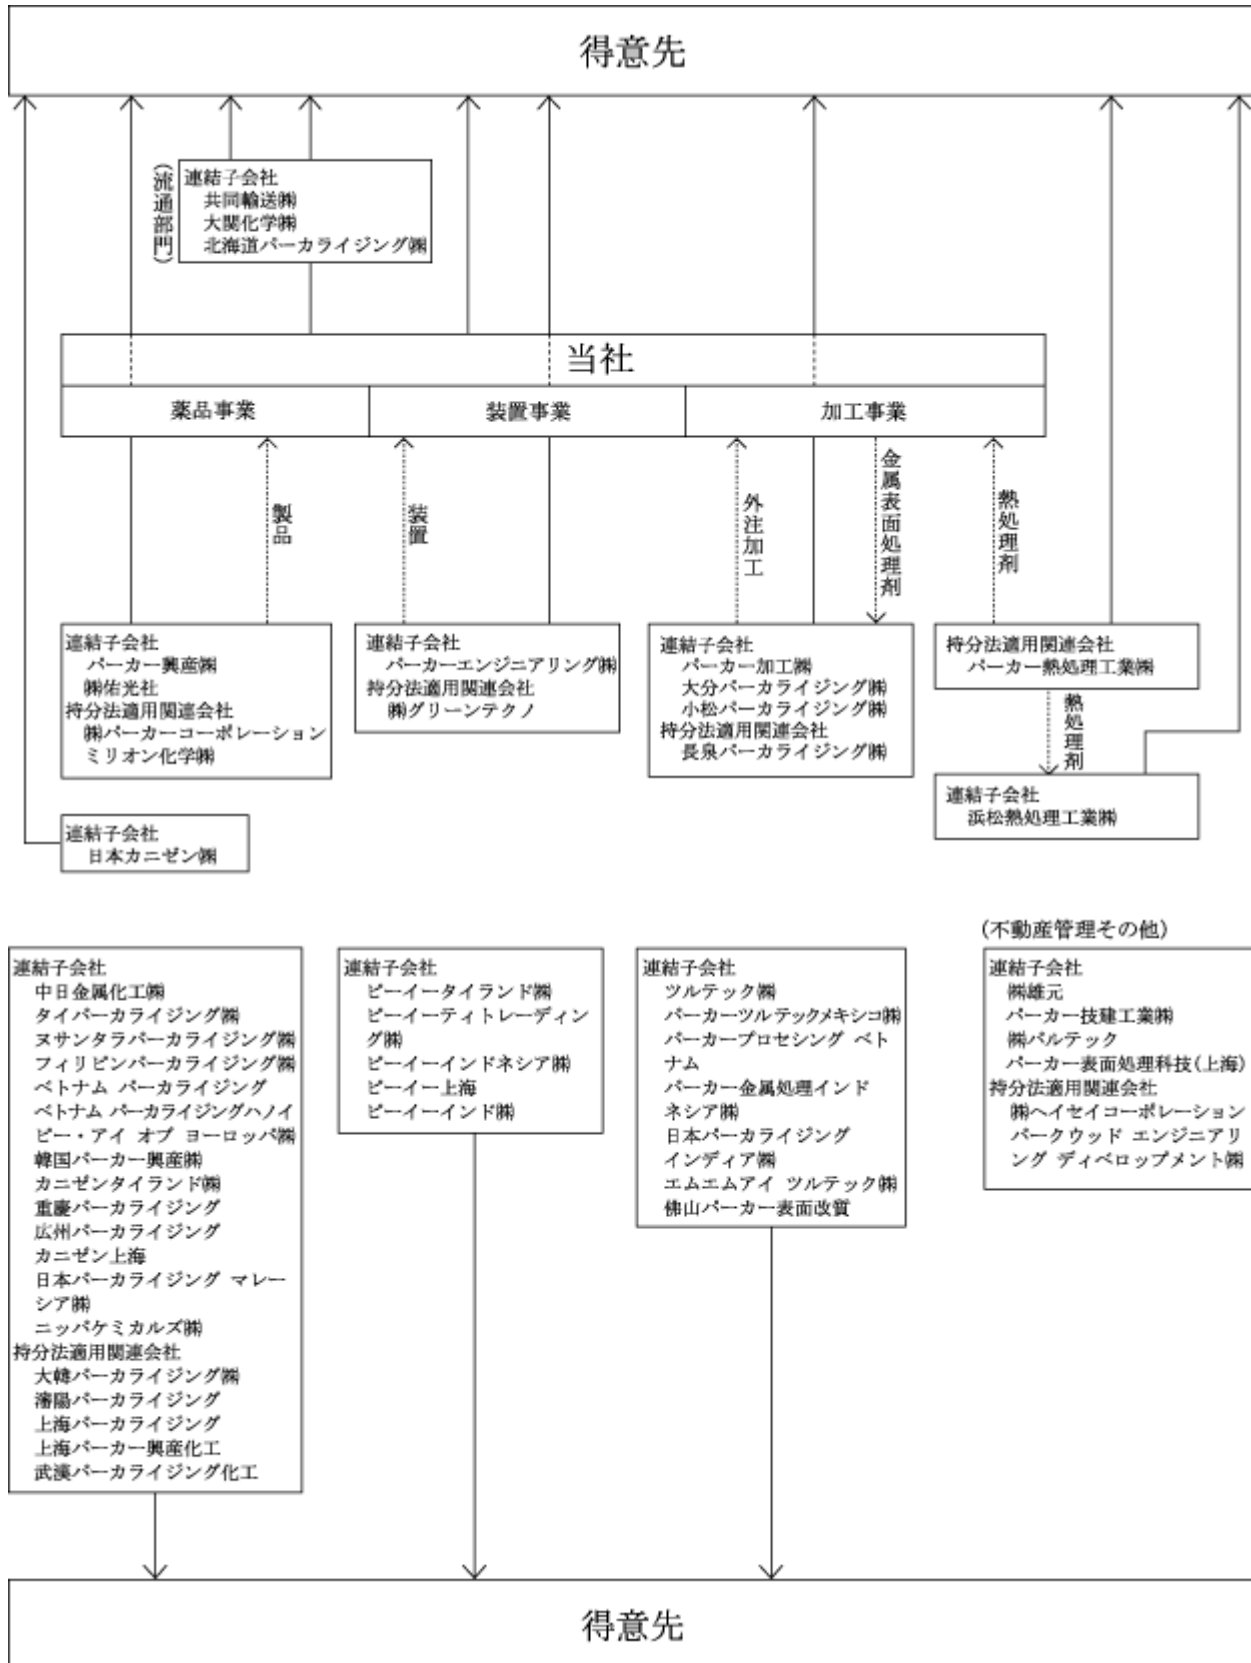 得意先
(流通部門)
連結子会社
共同輸送㈱
大関化学㈱
北海道パーカライジング㈱
当社
薬品事業
装置事業
加工事業
製品
装置
外注加工
金属表面処理剤
熱処理剤
連結子会社
パーカー興産㈱
㈱佑光社
持分法適用関連会社
㈱パーカーコーポレーション
ミリオン化学㈱
連結子会社
パーカーエンジニアリング㈱
持分法適用関連会社
㈱グリーンテクノ
連結子会社
パーカー加工㈱
大分パーカライジング㈱
小松パーカライジング㈱
持分法適用関連会社
長泉パーカライジング㈱
持分法適用関連会社
パーカー熱処理工業㈱
熱処理剤
連結子会社
浜松熱処理工業㈱
連結子会社
日本カニゼン㈱
連結子会社
中日金属化工㈱
タイパーカライジング㈱
ヌサンタラパーカライジング㈱
フィリピンパーカライジング㈱
ベトナム パーカライジング
ベトナム パーカライジングハノイ
ピー・アイ オブ ヨーロッパ㈱
韓国パーカー興産㈱
カニゼンタイランド㈱
重慶パーカライジング
広州パーカライジング
カニゼン上海
日本パーカライジング マレー
シア㈱
ニッパケミカルズ㈱
持分法適用関連会社
大韓パーカライジング㈱
瀋陽パーカライジング
上海パーカライジング
上海パーカー興産化工
武漢パーカライジング化工
連結子会社
ピーイータイランド㈱
ピーイーティトレーディン
グ㈱
ピーイーインドネシア㈱
ピーイー上海
ピーイーインド㈱
連結子会社
ツルテック㈱
パーカーツルテックメキシコ㈱
パーカープロセシング ベト
ナム
パーカー金属処理インド
ネシア㈱
日本パーカライジング
インディア㈱
エムエムアイ ツルテック㈱
佛山パーカー表面改質
(不動産管理その他)
連結子会社
㈱雄元
パーカー技建工業㈱
㈱パルテック
パーカー表面処理科技(上海)
持分法適用関連会社
㈱ヘイセイコーポレーション
パークウッド エンジニアリ
ング ディベロップメント㈱
得意先